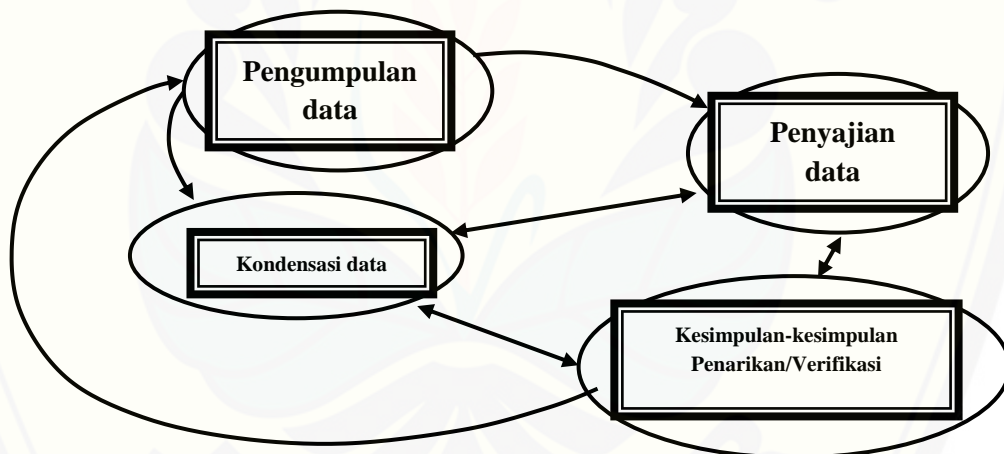 Pengumpulan
data
Penyajian
data
Kondensasi data
Kesimpulan-kesimpulan
Penarikan/Verifikasi